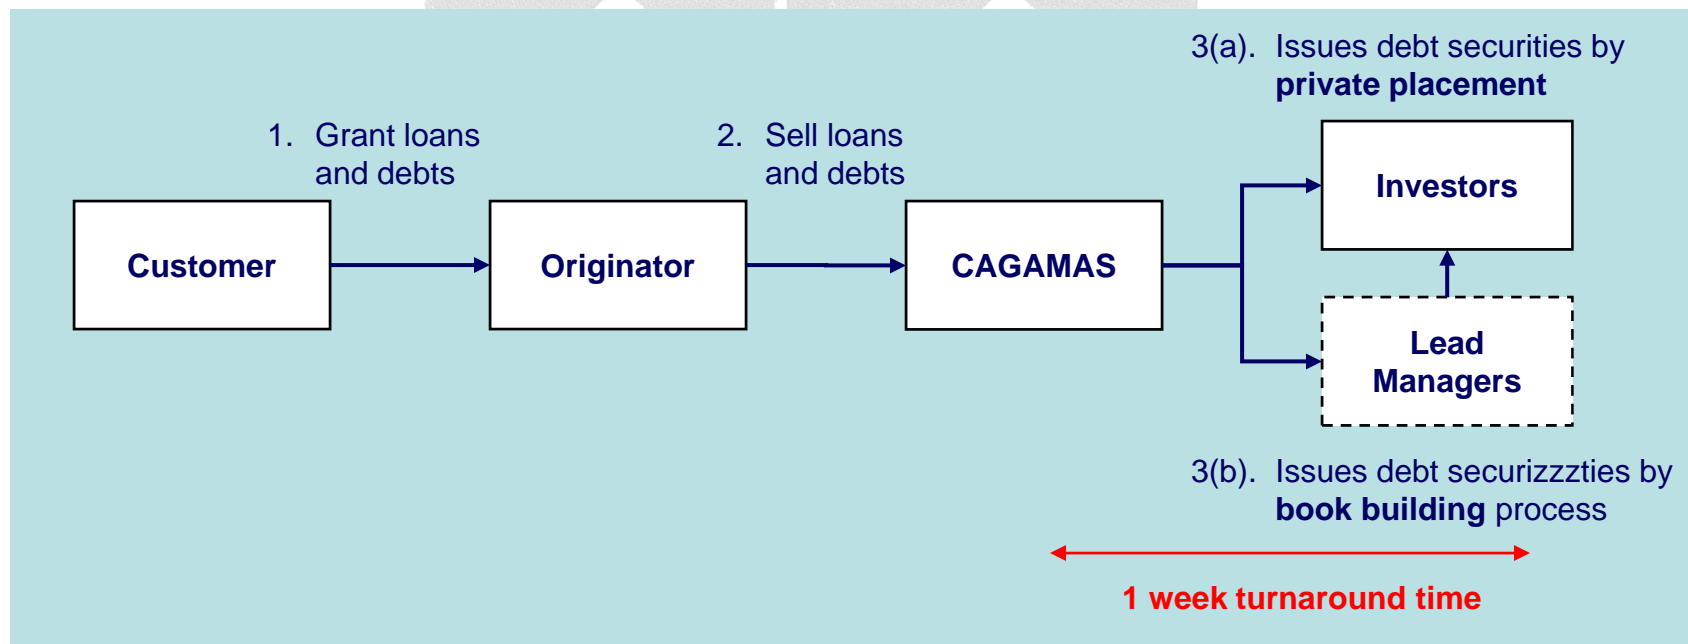 3(a). Issues debt securities by
private placement
1. Grant loans
and debts
2. Sell loans
and debts
Customer
Originator
CAGAMAS
Investors
Lead
Managers
3(b). Issues debt securizzzties by
book building process
1 week turnaround time